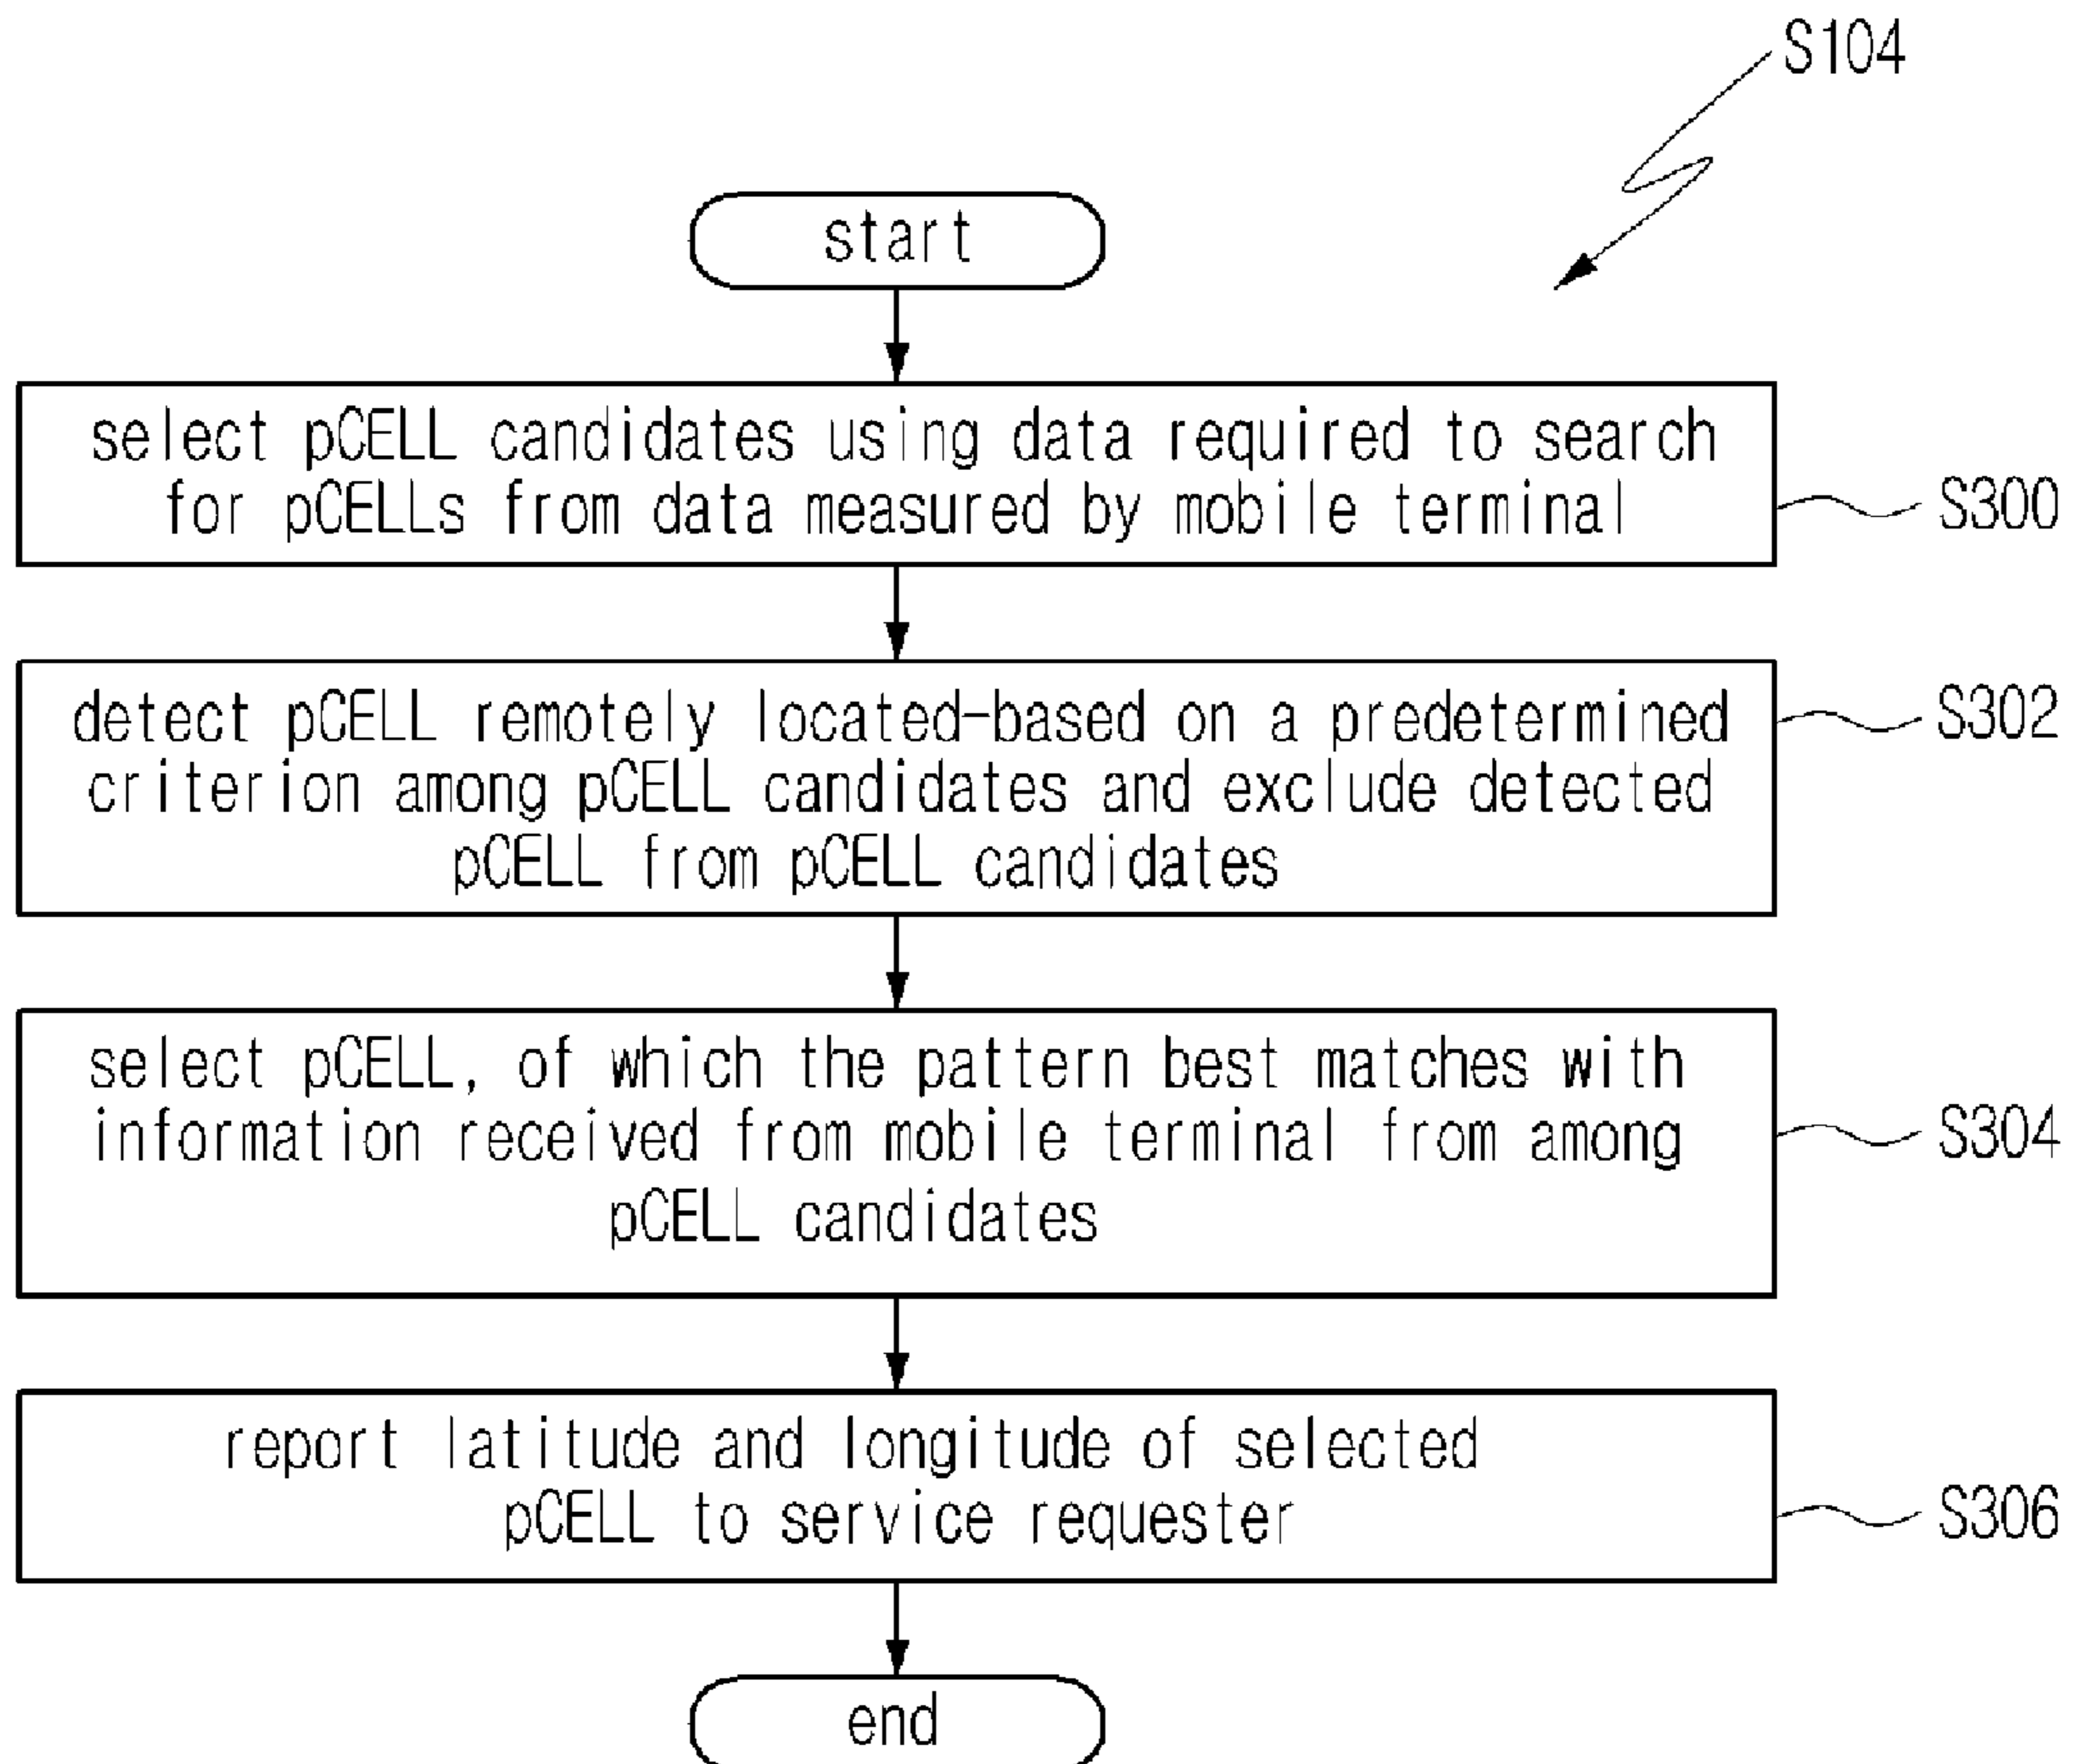 S104
start
select pCELL candidates using data required to search
for pCELLs from data measured by mobile terminal
S300
detect pCELL remotely located-based on a predetermined
criterion among pCELL candidates and exclude detected
pCELL from pCELL candidates
S302
select pCELL, of which the pattern best matches with
information received from mobile terminal from among
pCELL candidates
S304
report latitude and longitude of selected
pCELL to service requester
S306
end